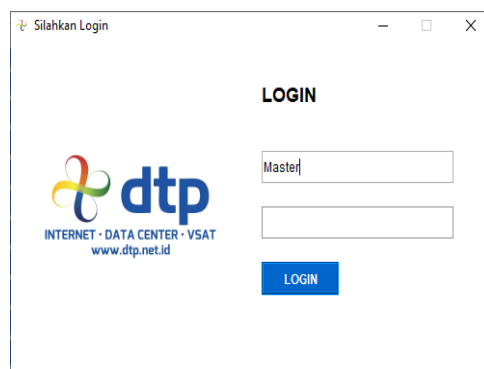 Silahkan Login
LOGIN
Master
dtp
INTERNET · DATA CENTER · VSAT
www.dtp.net.id
LOGIN